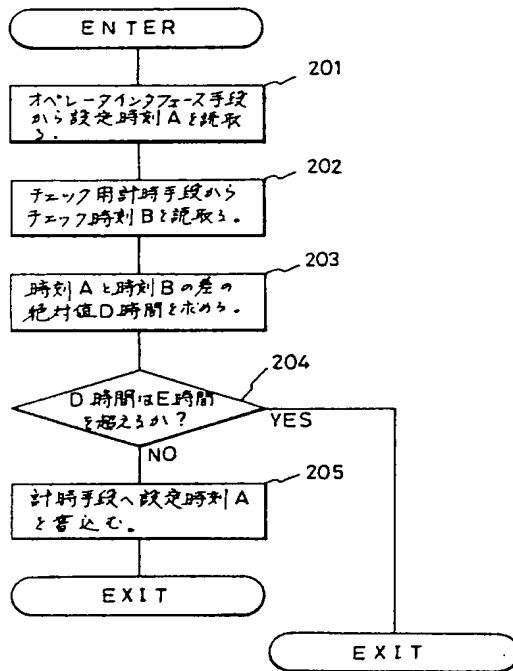 ENTER
201
オペレータインタフェース手段
から設定時刻Aを読取
る。
202
チェック用計時手段から
チェック時刻Bを読取る。
203
時刻Aと時刻Bの差の
絶対値D時間を求める。
204
D時間はE時間
を超えるか?
YES
NO
205
計時手段へ設定時刻A
を書込む。
EXIT
EXIT